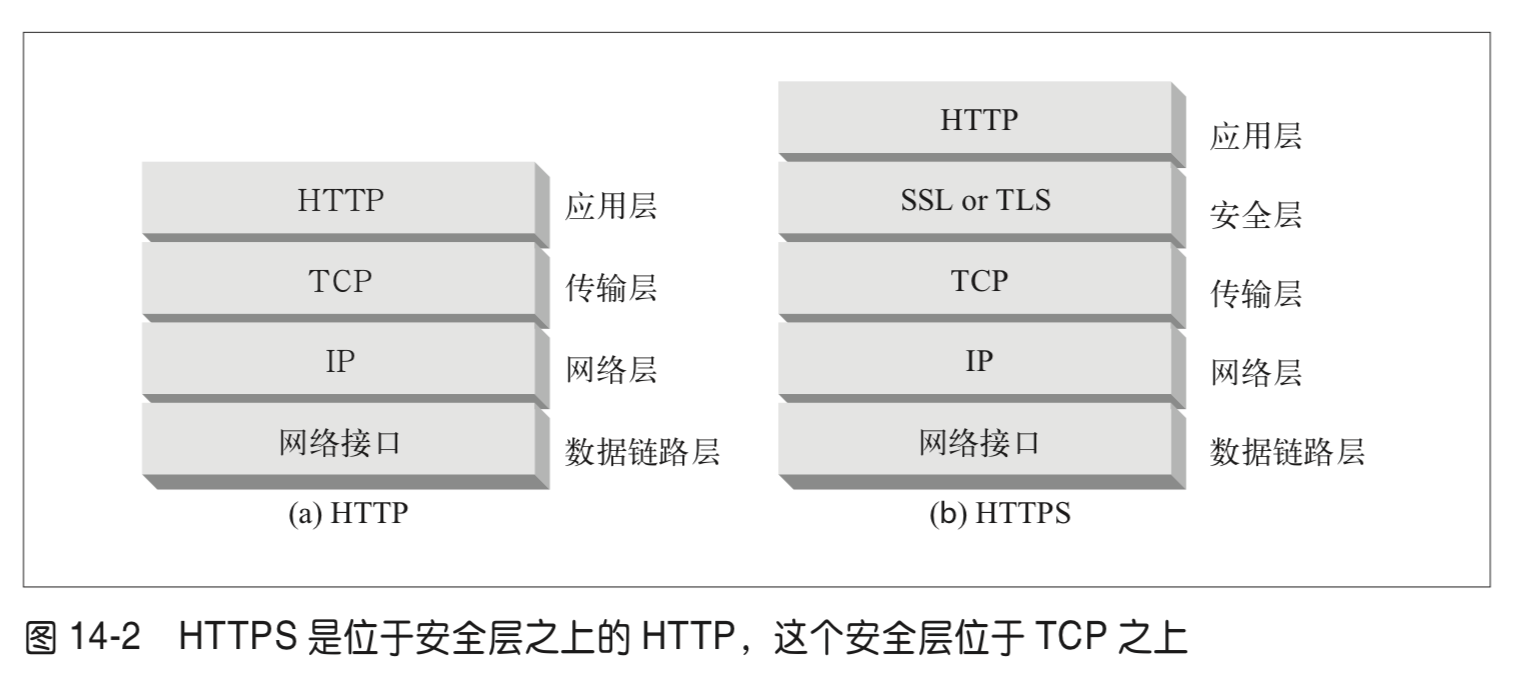 HTTP 应用层
TCP 传输层
IP 网络层
网络接口 数据链路层
(a) HTTP
HTTP 应用层
SSL or TLS 安全层
TCP 传输层
IP 网络层
网络接口 数据链路层
(b) HTTPS
图 14-2 HTTPS 是位于安全层之上的 HTTP，这个安全层位于 TCP 之上